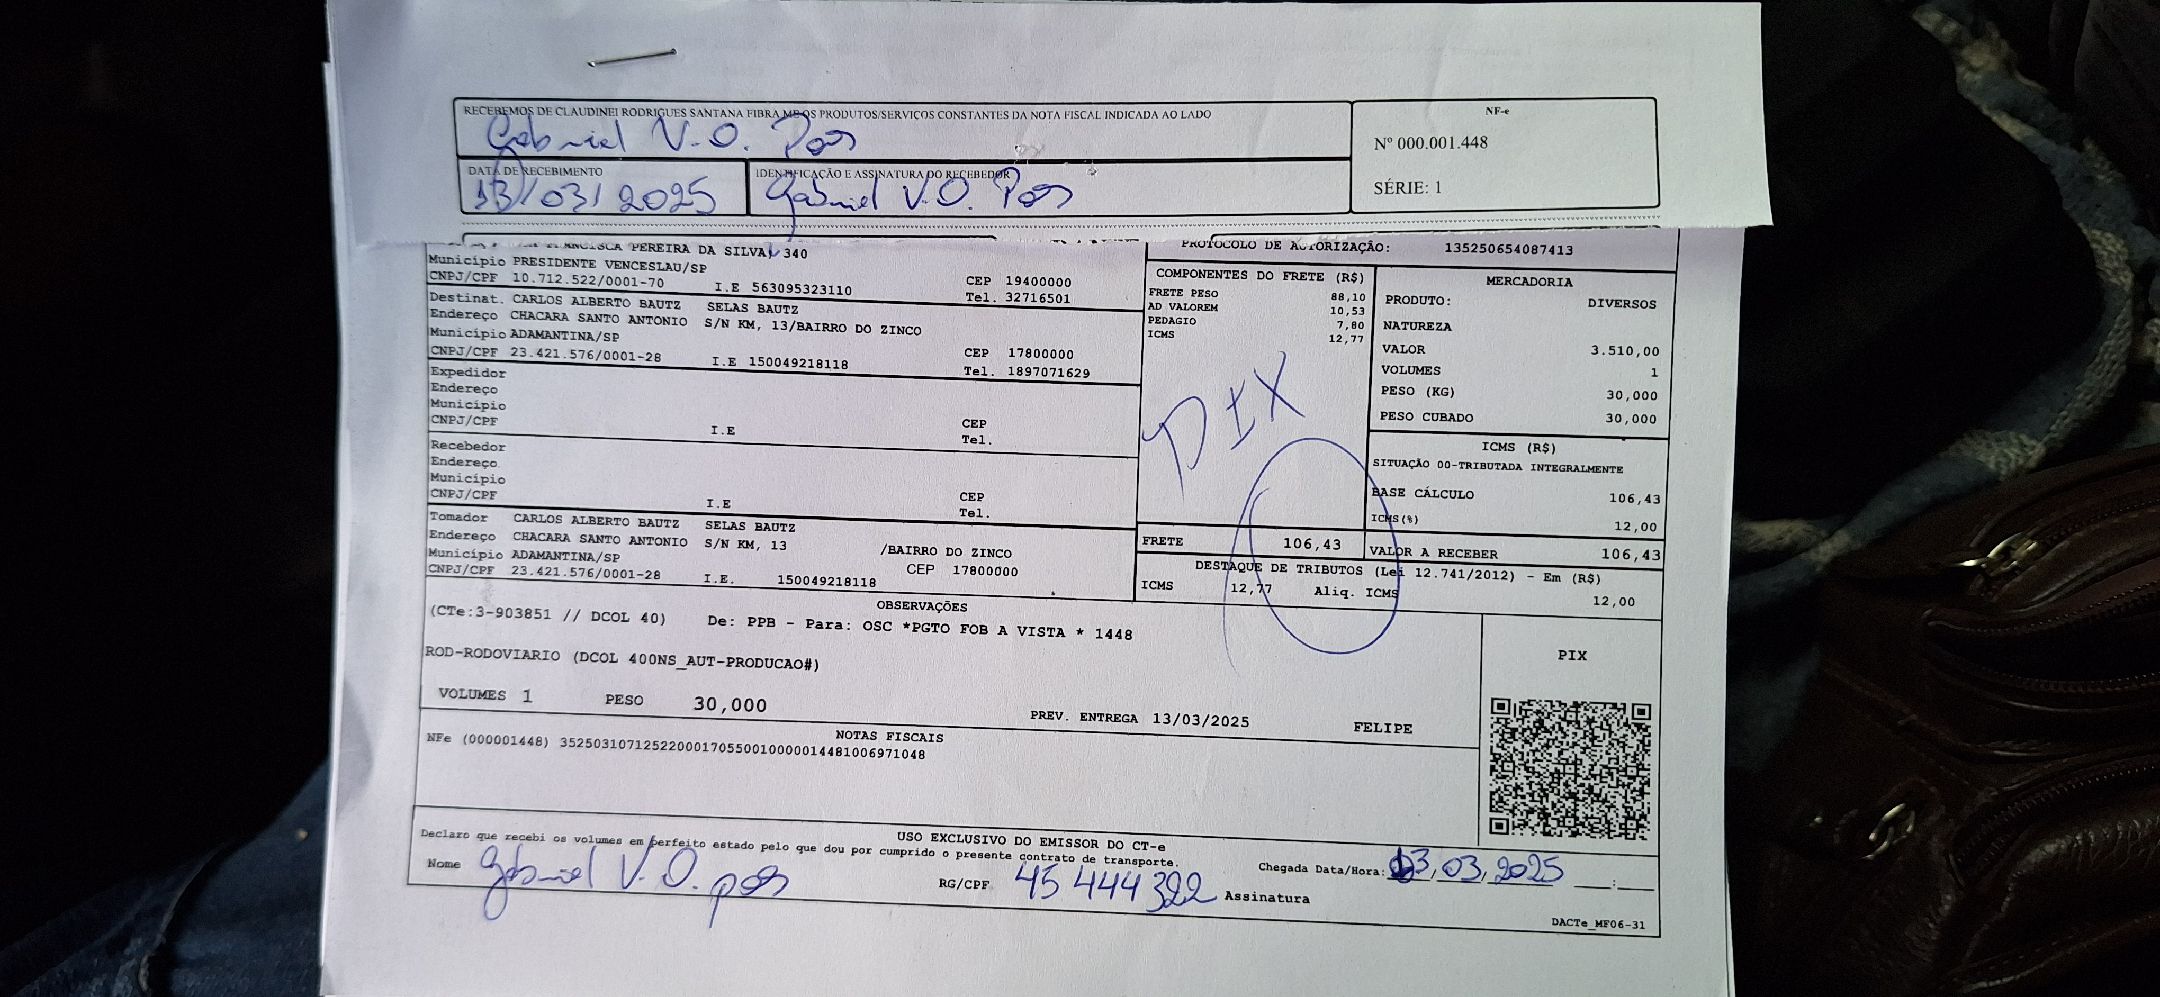 RECEBEMOS DE CLAUDINEI RODRIGUES SANTANA FIBRA ME OS PRODUTOS/SERVIÇOS CONSTANTES DA NOTA FISCAL INDICADA AO LADO
Gabriel V.O.
DATA DE RECEBIMENTO
13/03/2025
IDENTIFICAÇÃO E ASSINATURA DO RECEBEDOR
Gabriel V.O.
NF-e
Nº 000.001.448
SÉRIE: 1
FRANCISCA PEREIRA DA SILVA, 340
Município PRESIDENTE VENCESLAU/SP
CNPJ/CPF 10.712.522/0001-70 I.E 563095323110 CEP 19400000
Tel. 32716501
Destinat. CARLOS ALBERTO BAUTZ SELAS BAUTZ
Endereço CHACARA SANTO ANTONIO S/N KM, 13/BAIRRO DO ZINCO
Município ADAMANTINA/SP
CNPJ/CPF 23.421.576/0001-28 I.E 150049218118 CEP 17800000
Tel. 1897071629
Expedidor
Endereço
Município
CNPJ/CPF I.E CEP
Tel.
Recebedor
Endereço
Município
CNPJ/CPF I.E CEP
Tel.
Tomador CARLOS ALBERTO BAUTZ SELAS BAUTZ
Endereço CHACARA SANTO ANTONIO S/N KM, 13 /BAIRRO DO ZINCO
Município ADAMANTINA/SP CEP 17800000
CNPJ/CPF 23.421.576/0001-28 I.E. 150049218118
PROTOCOLO DE AUTORIZAÇÃO: 135250654087413
COMPONENTES DO FRETE (R$)
FRETE PESO 88,10
AD VALOREM 10,53
PEDAGIO 7,80
ICMS 12,77
PIX
FRETE 106,43
MERCADORIA
PRODUTO: DIVERSOS
NATUREZA
VALOR 3.510,00
VOLUMES 1
PESO (KG) 30,000
PESO CUBADO 30,000
ICMS (R$)
SITUAÇÃO 00-TRIBUTADA INTEGRALMENTE
BASE CÁLCULO 106,43
ICMS(%) 12,00
VALOR A RECEBER 106,43
DESTAQUE DE TRIBUTOS (Lei 12.741/2012) - Em (R$)
ICMS 12,77 Aliq. ICMS 12,00
OBSERVAÇÕES
(CTe:3-903851 // DCOL 40) De: PPB - Para: OSC *PGTO FOB A VISTA * 1448
ROD-RODOVIARIO (DCOL 400NS_AUT-PRODUCAO#)
VOLUMES 1 PESO 30,000 PREV. ENTREGA 13/03/2025 FELIPE
PIX
NOTAS FISCAIS
NFe (000001448) 35250310712522000170550010000014481006971048
USO EXCLUSIVO DO EMISSOR DO CT-e
Declaro que recebi os volumes em perfeito estado pelo que dou por cumprido o presente contrato de transporte.
Nome Gabriel V.O. RG/CPF 45 444 322 Assinatura
Chegada Data/Hora: 13,03,2025 __:__
DACTe_MF06-31